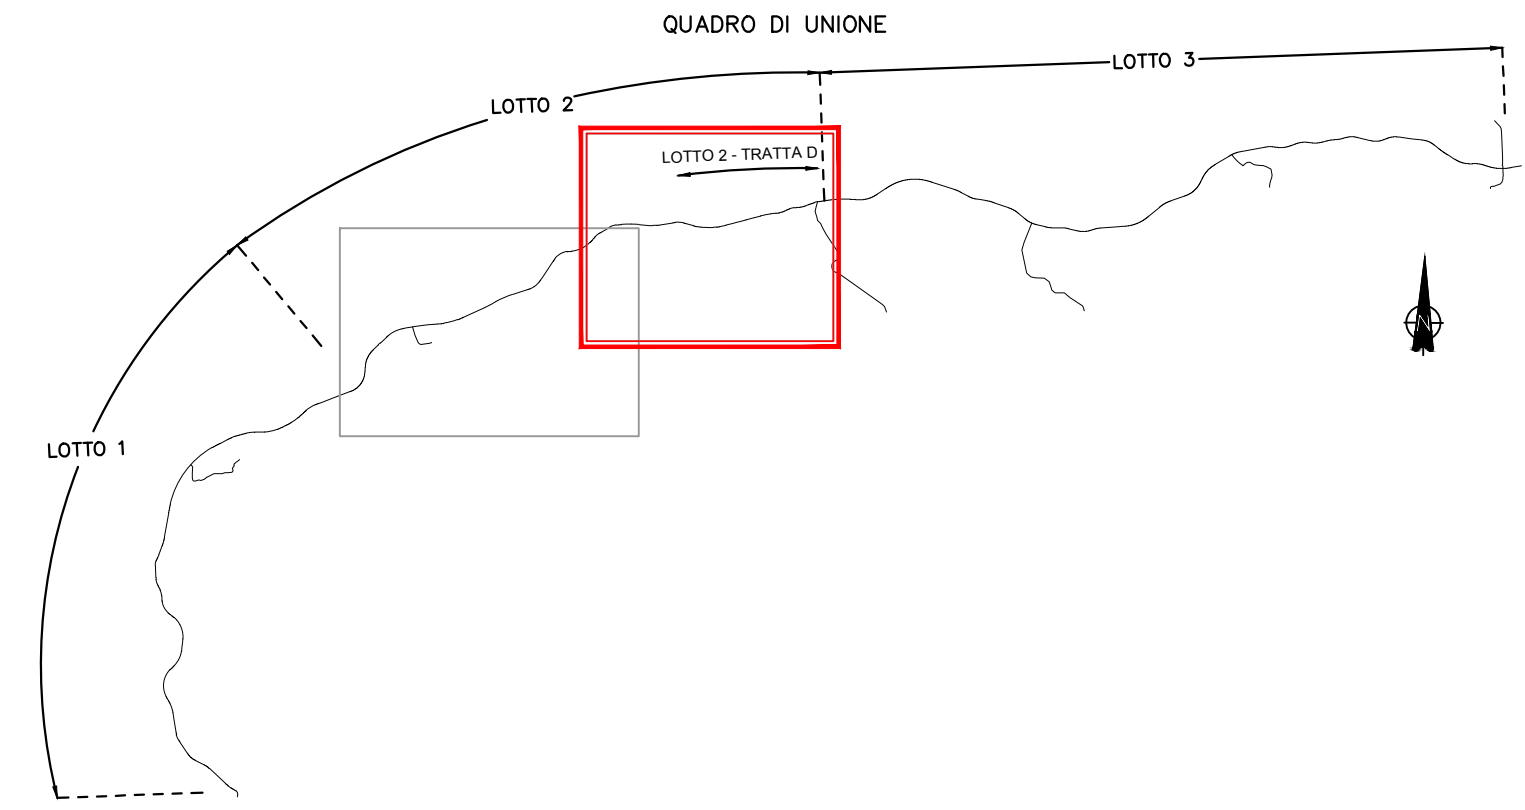 QUADRO DI UNIONE
LOTTO 3
LOTTO 2
LOTTO 2 - TRATTA D
LOTTO 1
N